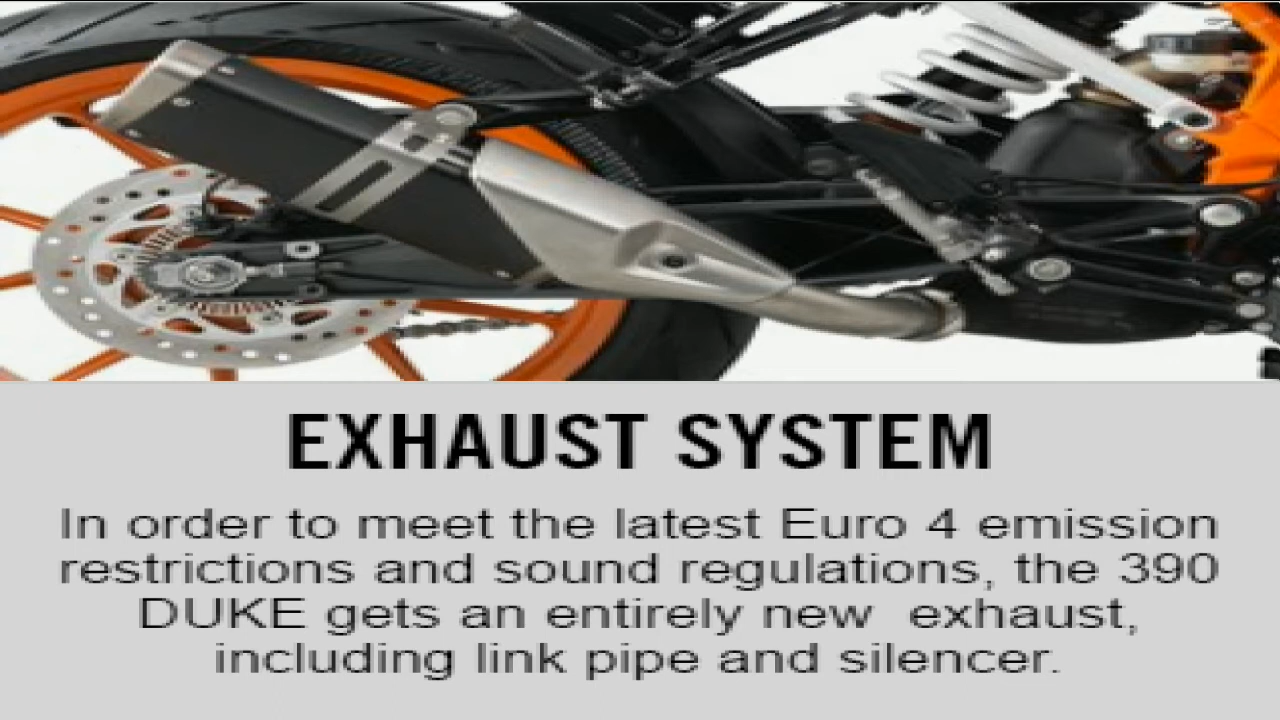 EXHAUST SYSTEM
In order to meet the latest Euro 4 emission
restrictions and sound regulations, the 390
DUKE gets an entirely new  exhaust,
including link pipe and silencer.